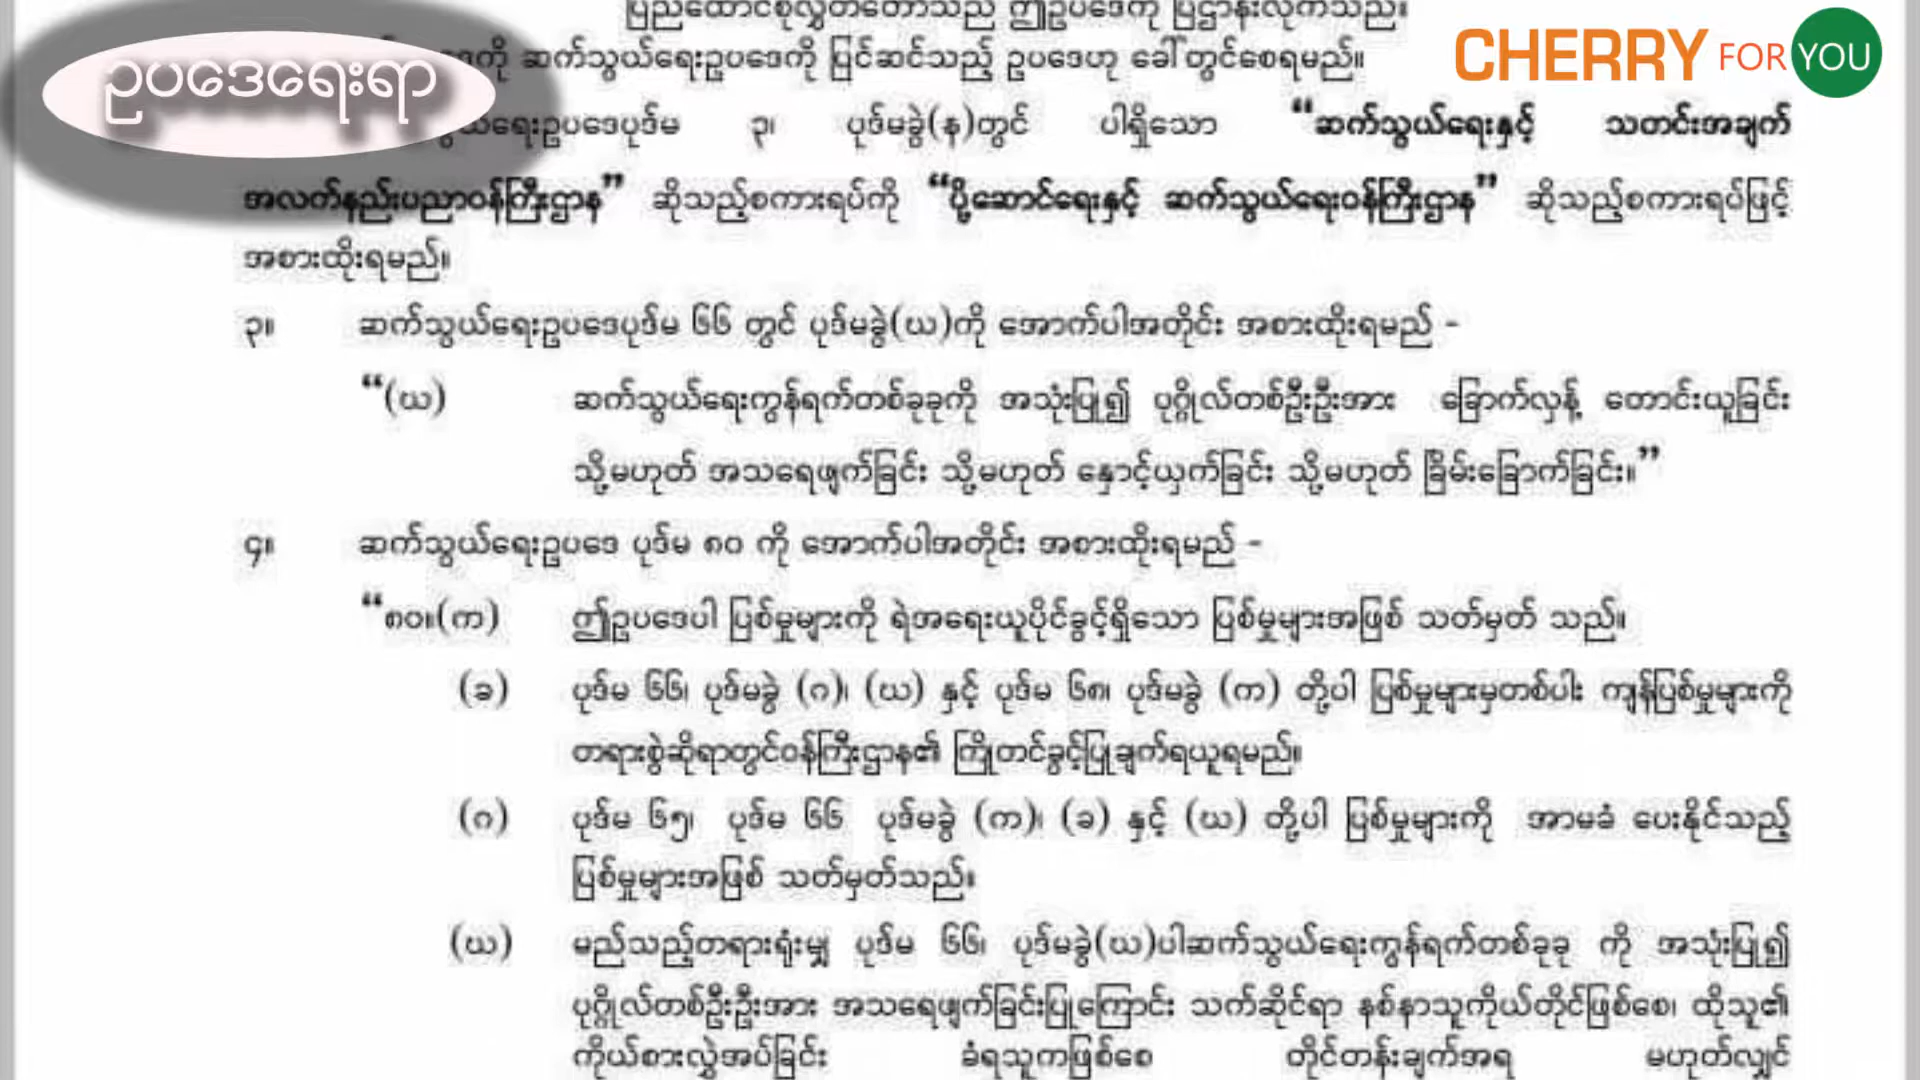 ပြည်ထောင်စုလွှတ်တော်သည် ဤဥပဒေကို ပြဋ္ဌာန်းလိုက်သည်။
ဆက်သွယ်ရေးဥပဒေကို ပြင်ဆင်သည့် ဥပဒေဟု ခေါ်တွင်စေရမည်။
CHERRY FOR YOU
ဥပဒေရေးရာ
ဥပဒေပုဒ်မ ၃၊ ပုဒ်မခွဲ(န)တွင် ပါရှိသော “ဆက်သွယ်ရေးနှင့် သတင်းအချက်
အလက်နည်းပညာဝန်ကြီးဌာန” ဆိုသည့်စကားရပ်ကို “ပို့ဆောင်ရေးနှင့် ဆက်သွယ်ရေးဝန်ကြီးဌာန” ဆိုသည့်စကားရပ်ဖြင့်
အစားထိုးရမည်။
၃။ ဆက်သွယ်ရေးဥပဒေပုဒ်မ ၆၆ တွင် ပုဒ်မခွဲ(ဃ)ကို အောက်ပါအတိုင်း အစားထိုးရမည် -
“(ဃ) ဆက်သွယ်ရေးကွန်ရက်တစ်ခုခုကို အသုံးပြု၍ ပုဂ္ဂိုလ်တစ်ဦးဦးအား ခြောက်လှန့် တောင်းယူခြင်း
သို့မဟုတ် အသရေဖျက်ခြင်း သို့မဟုတ် နှောင့်ယှက်ခြင်း သို့မဟုတ် ခြိမ်းခြောက်ခြင်း။”
၄။ ဆက်သွယ်ရေးဥပဒေ ပုဒ်မ ၈၀ ကို အောက်ပါအတိုင်း အစားထိုးရမည် -
“၈၀။(က) ဤဥပဒေပါ ပြစ်မှုများကို ရဲအရေးယူပိုင်ခွင့်ရှိသော ပြစ်မှုများအဖြစ် သတ်မှတ် သည်။
(ခ) ပုဒ်မ ၆၆၊ ပုဒ်မခွဲ (ဂ)၊ (ဃ) နှင့် ပုဒ်မ ၆၈၊ ပုဒ်မခွဲ (က) တို့ပါ ပြစ်မှုများမှတစ်ပါး ကျန်ပြစ်မှုများကို
တရားစွဲဆိုရာတွင်ဝန်ကြီးဌာန၏ ကြိုတင်ခွင့်ပြုချက်ရယူရမည်။
(ဂ) ပုဒ်မ ၆၅၊ ပုဒ်မ ၆၆ ပုဒ်မခွဲ (က)၊ (ခ) နှင့် (ဃ) တို့ပါ ပြစ်မှုများကို အာမခံ ပေးနိုင်သည့်
ပြစ်မှုများအဖြစ် သတ်မှတ်သည်။
(ဃ) မည်သည့်တရားရုံးမျှ ပုဒ်မ ၆၆၊ ပုဒ်မခွဲ(ဃ)ပါဆက်သွယ်ရေးကွန်ရက်တစ်ခုခု ကို အသုံးပြု၍
ပုဂ္ဂိုလ်တစ်ဦးဦးအား အသရေဖျက်ခြင်းပြုကြောင်း သက်ဆိုင်ရာ နစ်နာသူကိုယ်တိုင်ဖြစ်စေ၊ ထိုသူ၏
ကိုယ်စားလွှဲအပ်ခြင်း ခံရသူကဖြစ်စေ တိုင်တန်းချက်အရ မဟုတ်လျှင်